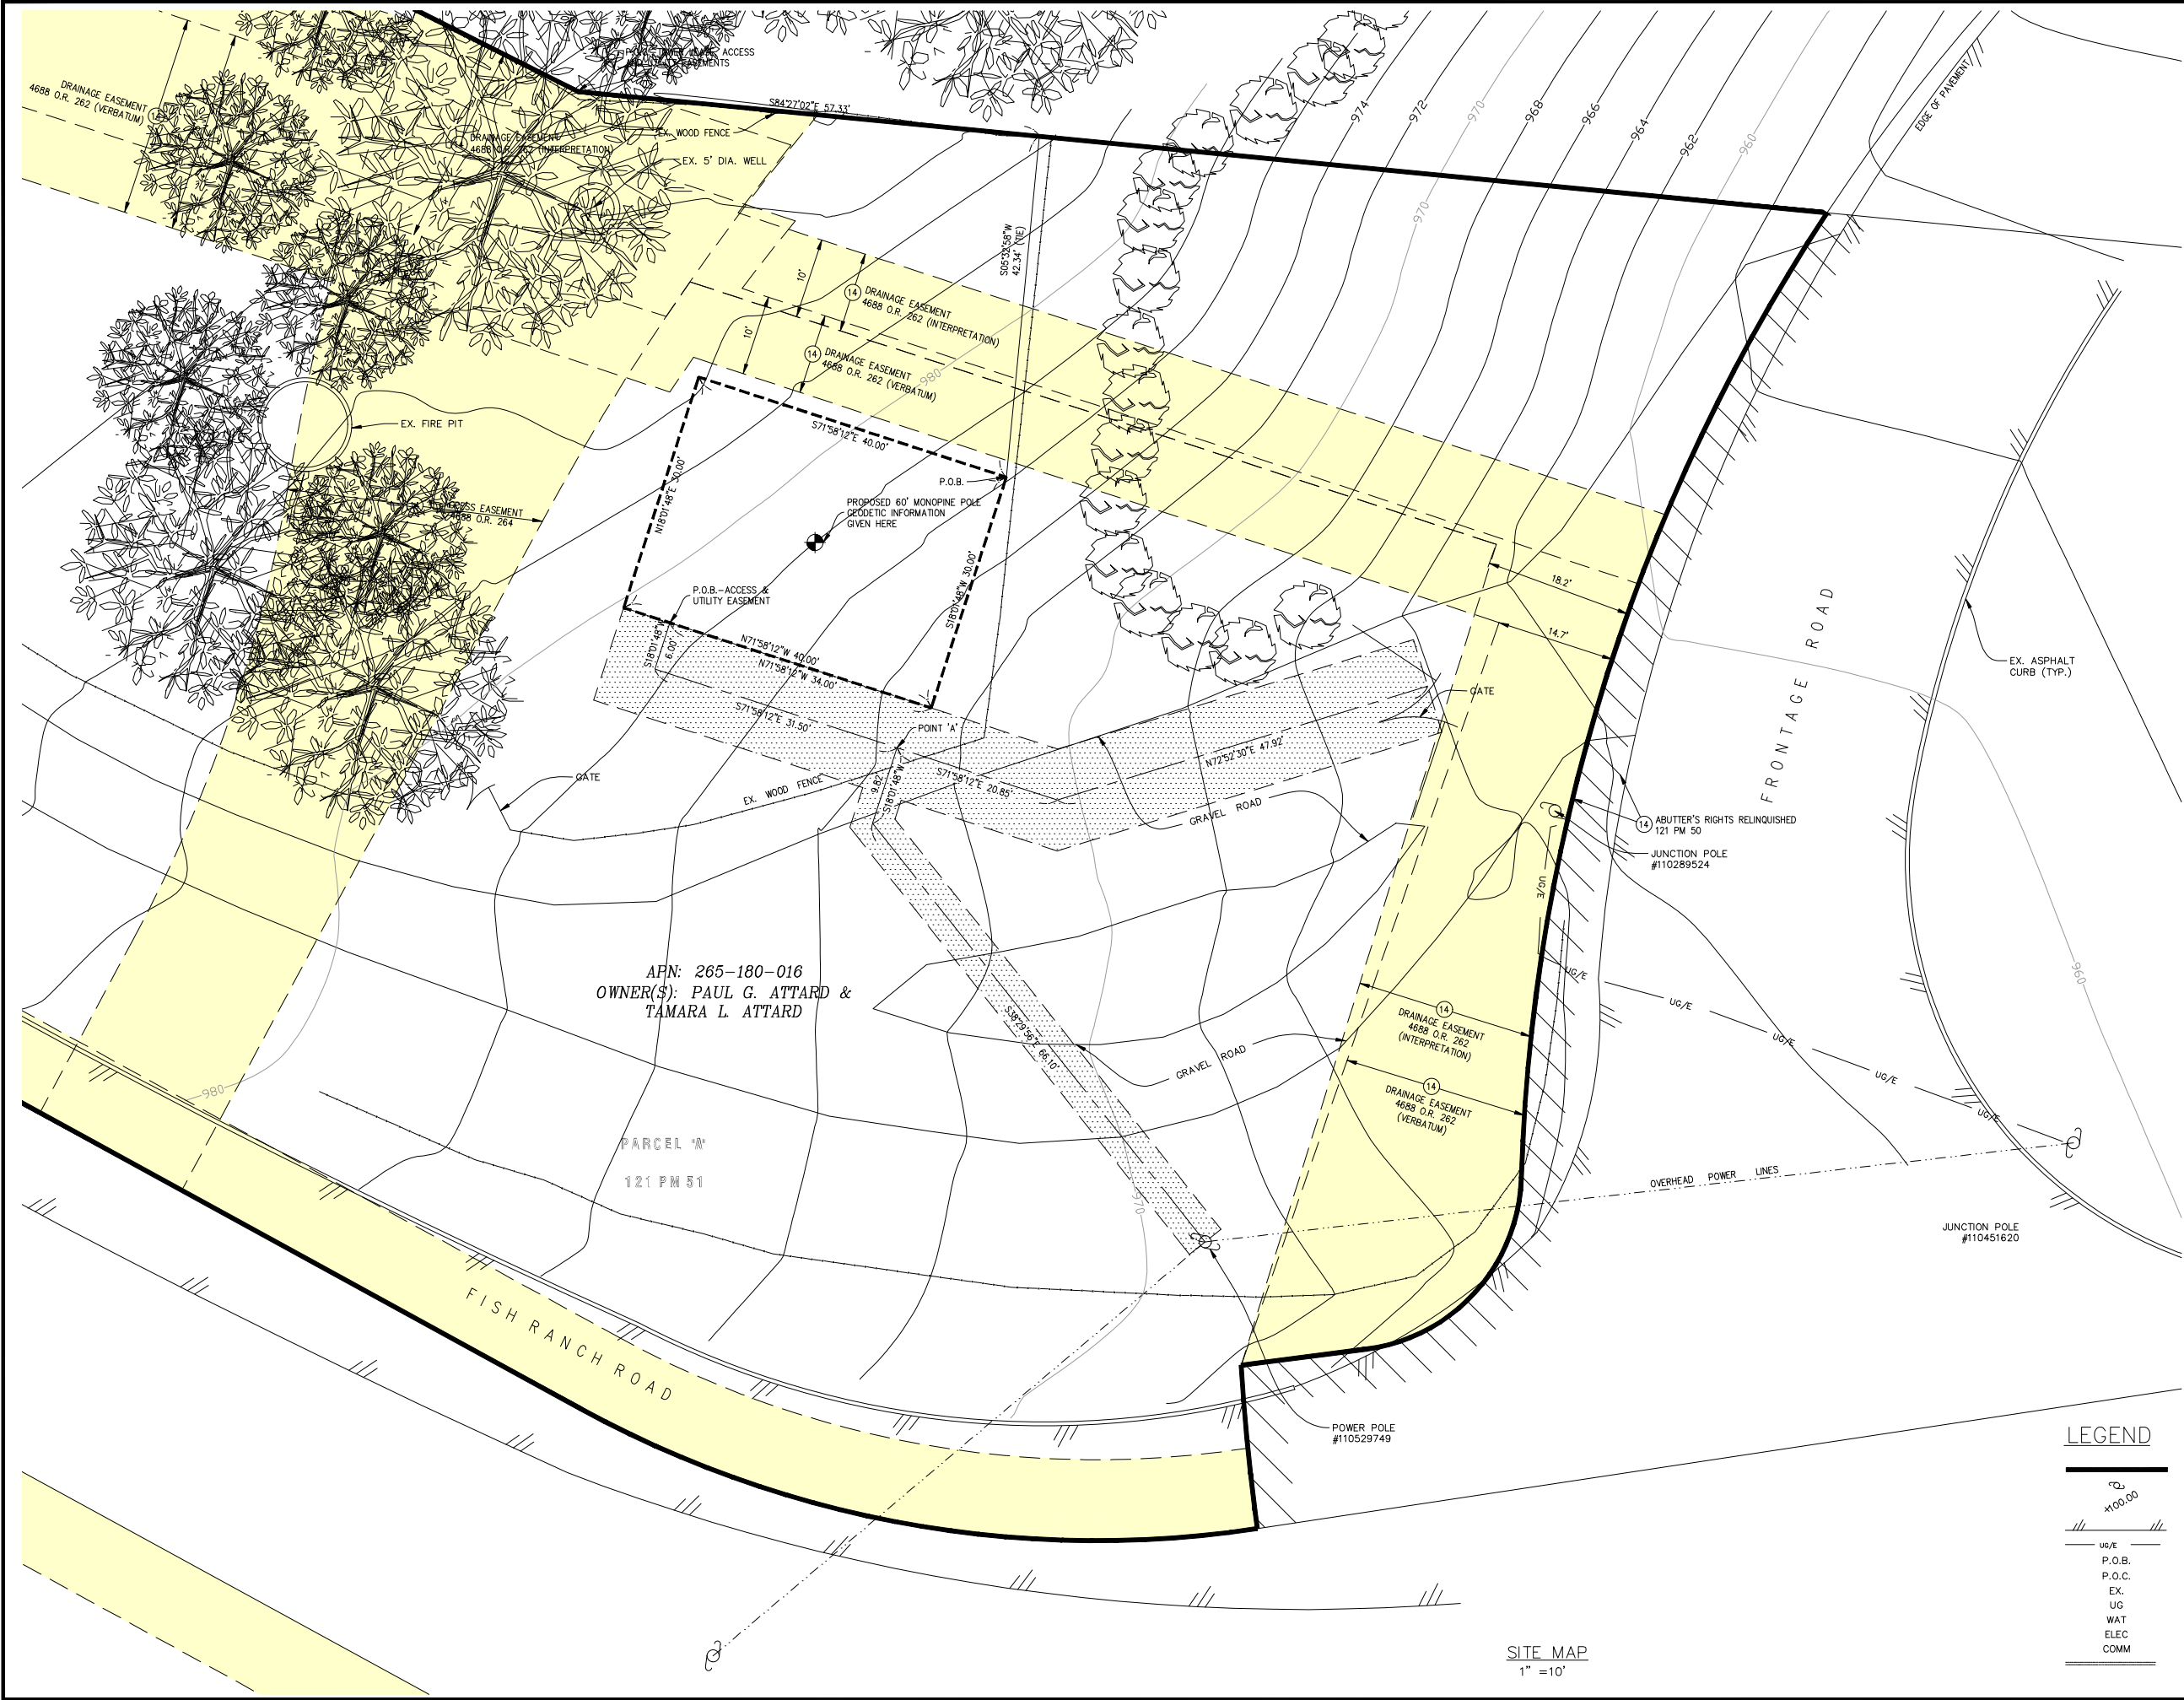 ACCESS
DRAINAGE EASEMENT
4688 O.R. 262 (VERBATUM)
14
S84°27'02"E 57.33'
EX. WOOD FENCE
DRAINAGE EASEMENT
4688 O.R. 262 (INTERPRETATION)
EX. 5' DIA. WELL
974
972
970
968
966
964
962
960
EDGE OF PAVEMENT
S05°32'58"W
42.34' (TIE)
970
10'
14
DRAINAGE EASEMENT
4688 O.R. 262 (INTERPRETATION)
10'
14
DRAINAGE EASEMENT
4688 O.R. 262 (VERBATUM)
980
EX. FIRE PIT
S71°58'12"E 40.00'
P.O.B.
N18°01'48"E 30.00'
PROPOSED 60' MONOPINE POLE
GEODETIC INFORMATION
GIVEN HERE
EASEMENT
4688 O.R. 264
S18°01'48"W 30.00'
18.2'
14.7'
P.O.B.-ACCESS &
UTILITY EASEMENT
S18°01'48"W
6.00'
N71°58'12"W 40.00'
N71°58'12"W 34.00'
S71°58'12"E 31.50'
POINT 'A'
GATE
FRONTAGE ROAD
EX. ASPHALT
CURB (TYP.)
GATE
EX. WOOD FENCE
9.82'
S18°01'48"W
S71°58'12"E 20.85'
N72°52'30"E 47.92'
GRAVEL ROAD
14
ABUTTER'S RIGHTS RELINQUISHED
121 PM 50
JUNCTION POLE
#110289524
UG/E
APN: 265-180-016
OWNER(S): PAUL G. ATTARD &
TAMARA L. ATTARD
UG/E
UG/E
UG/E
UG/E
UG/E
960
S38°29'56"E 66.10'
14
DRAINAGE EASEMENT
4688 O.R. 262
(INTERPRETATION)
GRAVEL ROAD
14
DRAINAGE EASEMENT
4688 O.R. 262
(VERBATUM)
980
PARCEL "A"
121 PM 51
970
OVERHEAD POWER LINES
JUNCTION POLE
#110451620
FISH RANCH ROAD
POWER POLE
#110529749
LEGEND
x100.00
UG/E
P.O.B.
P.O.C.
EX.
UG
WAT
ELEC
COMM
SITE MAP
1" =10'